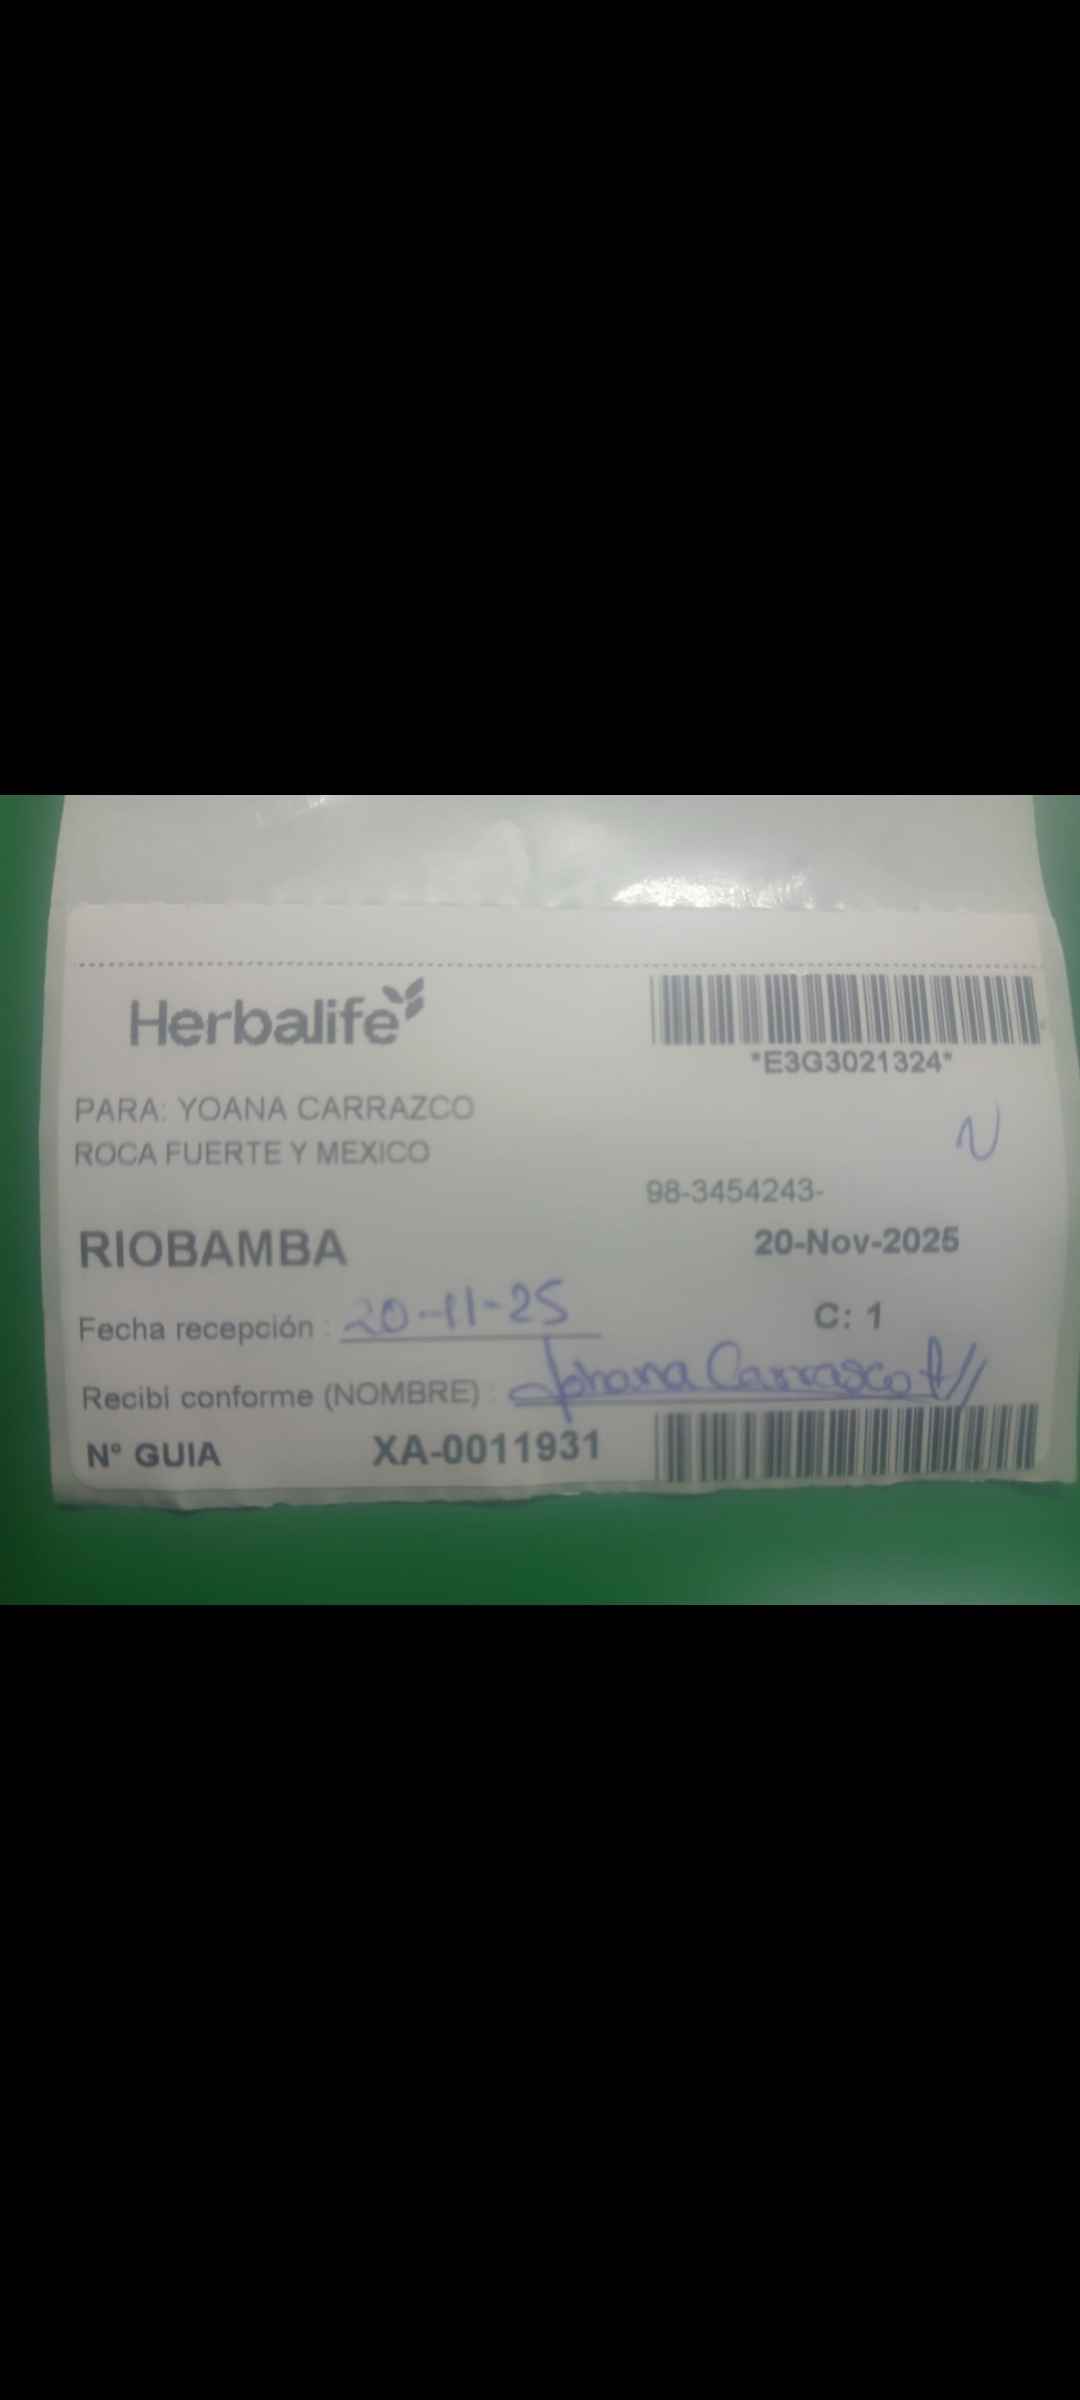 Herbalife
*E3G3021324*
PARA: YOANA CARRAZCO
ROCA FUERTE Y MEXICO
N
98-3454243-
RIOBAMBA
20-Nov-2025
Fecha recepción : 20-11-25
C: 1
Recibi conforme (NOMBRE) : Johana Carrasco
N° GUIA XA-0011931